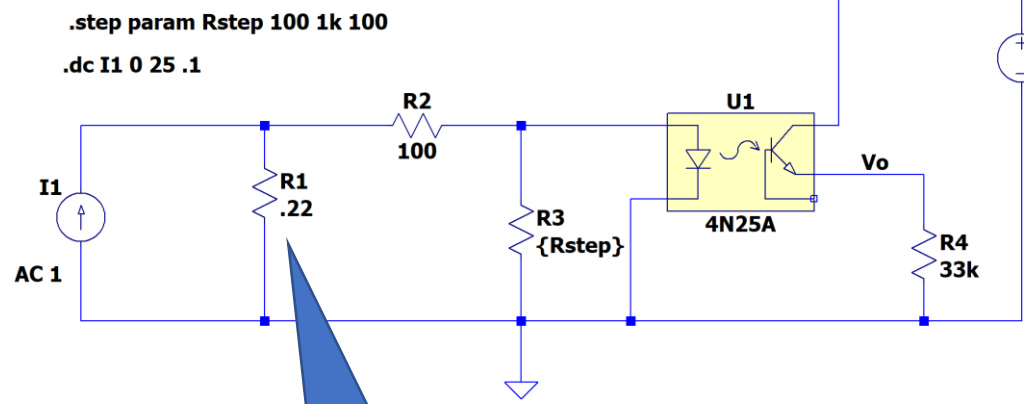 .step param Rstep 100 1k 100
.dc I1 0 25 .1
R2
U1
100
I1
R1
.22
Vo
R3
{Rstep}
4N25A
R4
33k
AC 1